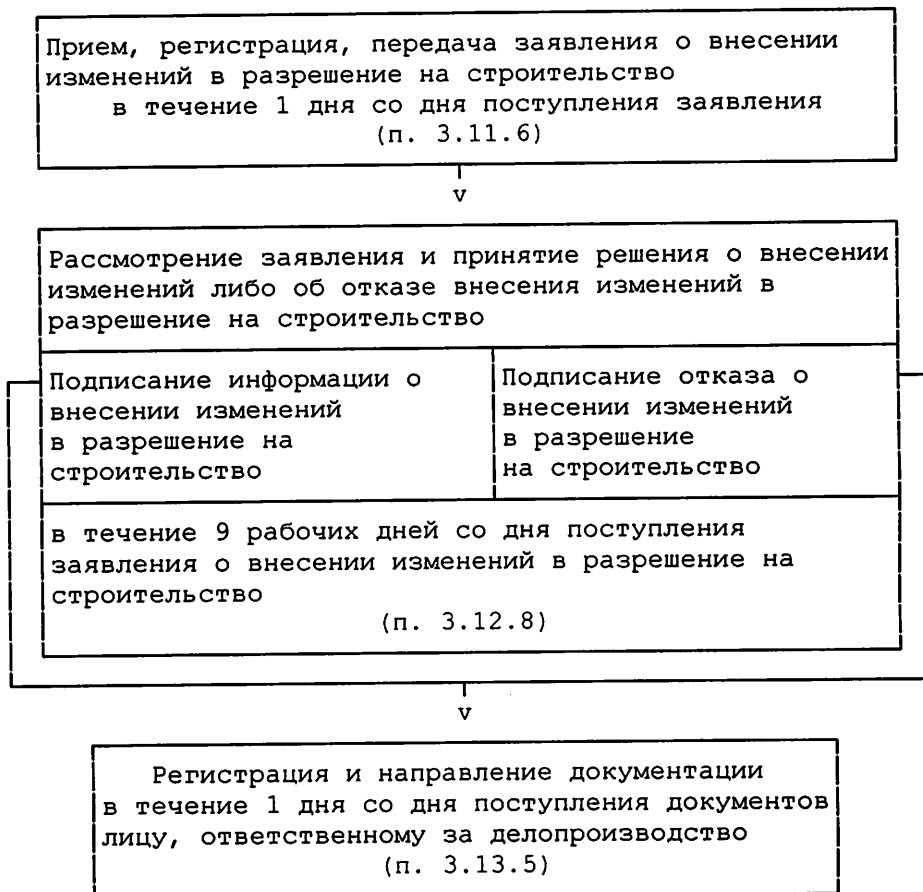 Прием, регистрация, передача заявления о внесении
изменений в разрешение на строительство
в течение 1 дня со дня поступления заявления
(п. 3.11.6)
v
Рассмотрение заявления и принятие решения о внесении
изменений либо об отказе внесения изменений в
разрешение на строительство
Подписание информации о
внесении изменений
в разрешение на
строительство
Подписание отказа о
внесении изменений
в разрешение
на строительство
в течение 9 рабочих дней со дня поступления
заявления о внесении изменений в разрешение на
строительство
(п. 3.12.8)
v
Регистрация и направление документации
в течение 1 дня со дня поступления документов
лицу, ответственному за делопроизводство
(п. 3.13.5)